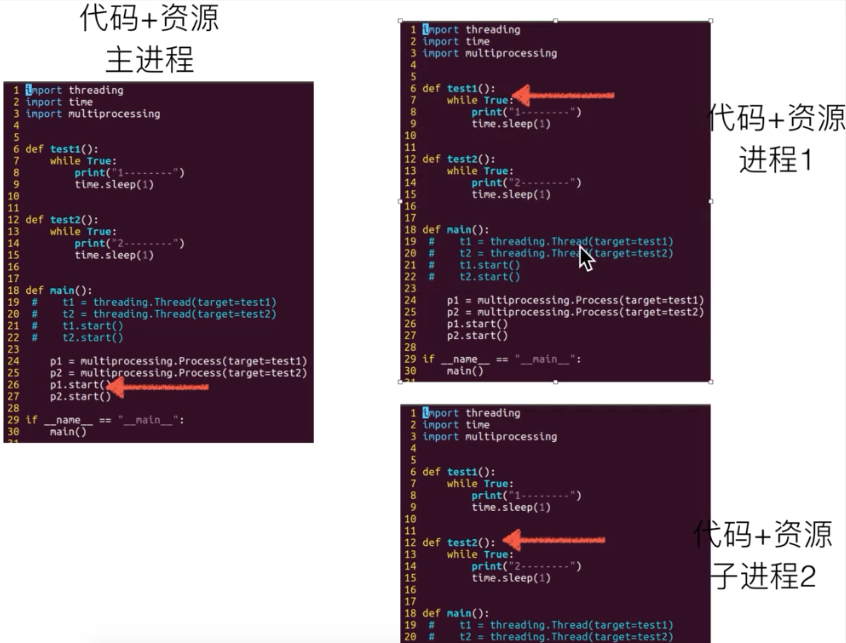 代码+资源
主进程
1 import threading
2 import time
3 import multiprocessing
4
5
6 def test1():
7     while True:
8         print("1--------")
9         time.sleep(1)
10
11
12 def test2():
13     while True:
14         print("2--------")
15         time.sleep(1)
16
17
18 def main():
19 #    t1 = threading.Thread(target=test1)
20 #    t2 = threading.Thread(target=test2)
21 #    t1.start()
22 #    t2.start()
23
24     p1 = multiprocessing.Process(target=test1)
25     p2 = multiprocessing.Process(target=test2)
26     p1.start()
27     p2.start()
28
29 if __name__ == "__main__":
30     main()
31
1 import threading
2 import time
3 import multiprocessing
4
5
6 def test1():
7     while True:
8         print("1--------")
9         time.sleep(1)
10
11
12 def test2():
13     while True:
14         print("2--------")
15         time.sleep(1)
16
17
18 def main():
19 #    t1 = threading.Thread(target=test1)
20 #    t2 = threading.Thread(target=test2)
21 #    t1.start()
22 #    t2.start()
23
24     p1 = multiprocessing.Process(target=test1)
25     p2 = multiprocessing.Process(target=test2)
26     p1.start()
27     p2.start()
28
29 if __name__ == "__main__":
30     main()
代码+资源
进程1
1 import threading
2 import time
3 import multiprocessing
4
5
6 def test1():
7     while True:
8         print("1--------")
9         time.sleep(1)
10
11
12 def test2():
13     while True:
14         print("2--------")
15         time.sleep(1)
16
17
18 def main():
19 #    t1 = threading.Thread(target=test1)
20 #    t2 = threading.Thread(target=test2)
代码+资源
子进程2